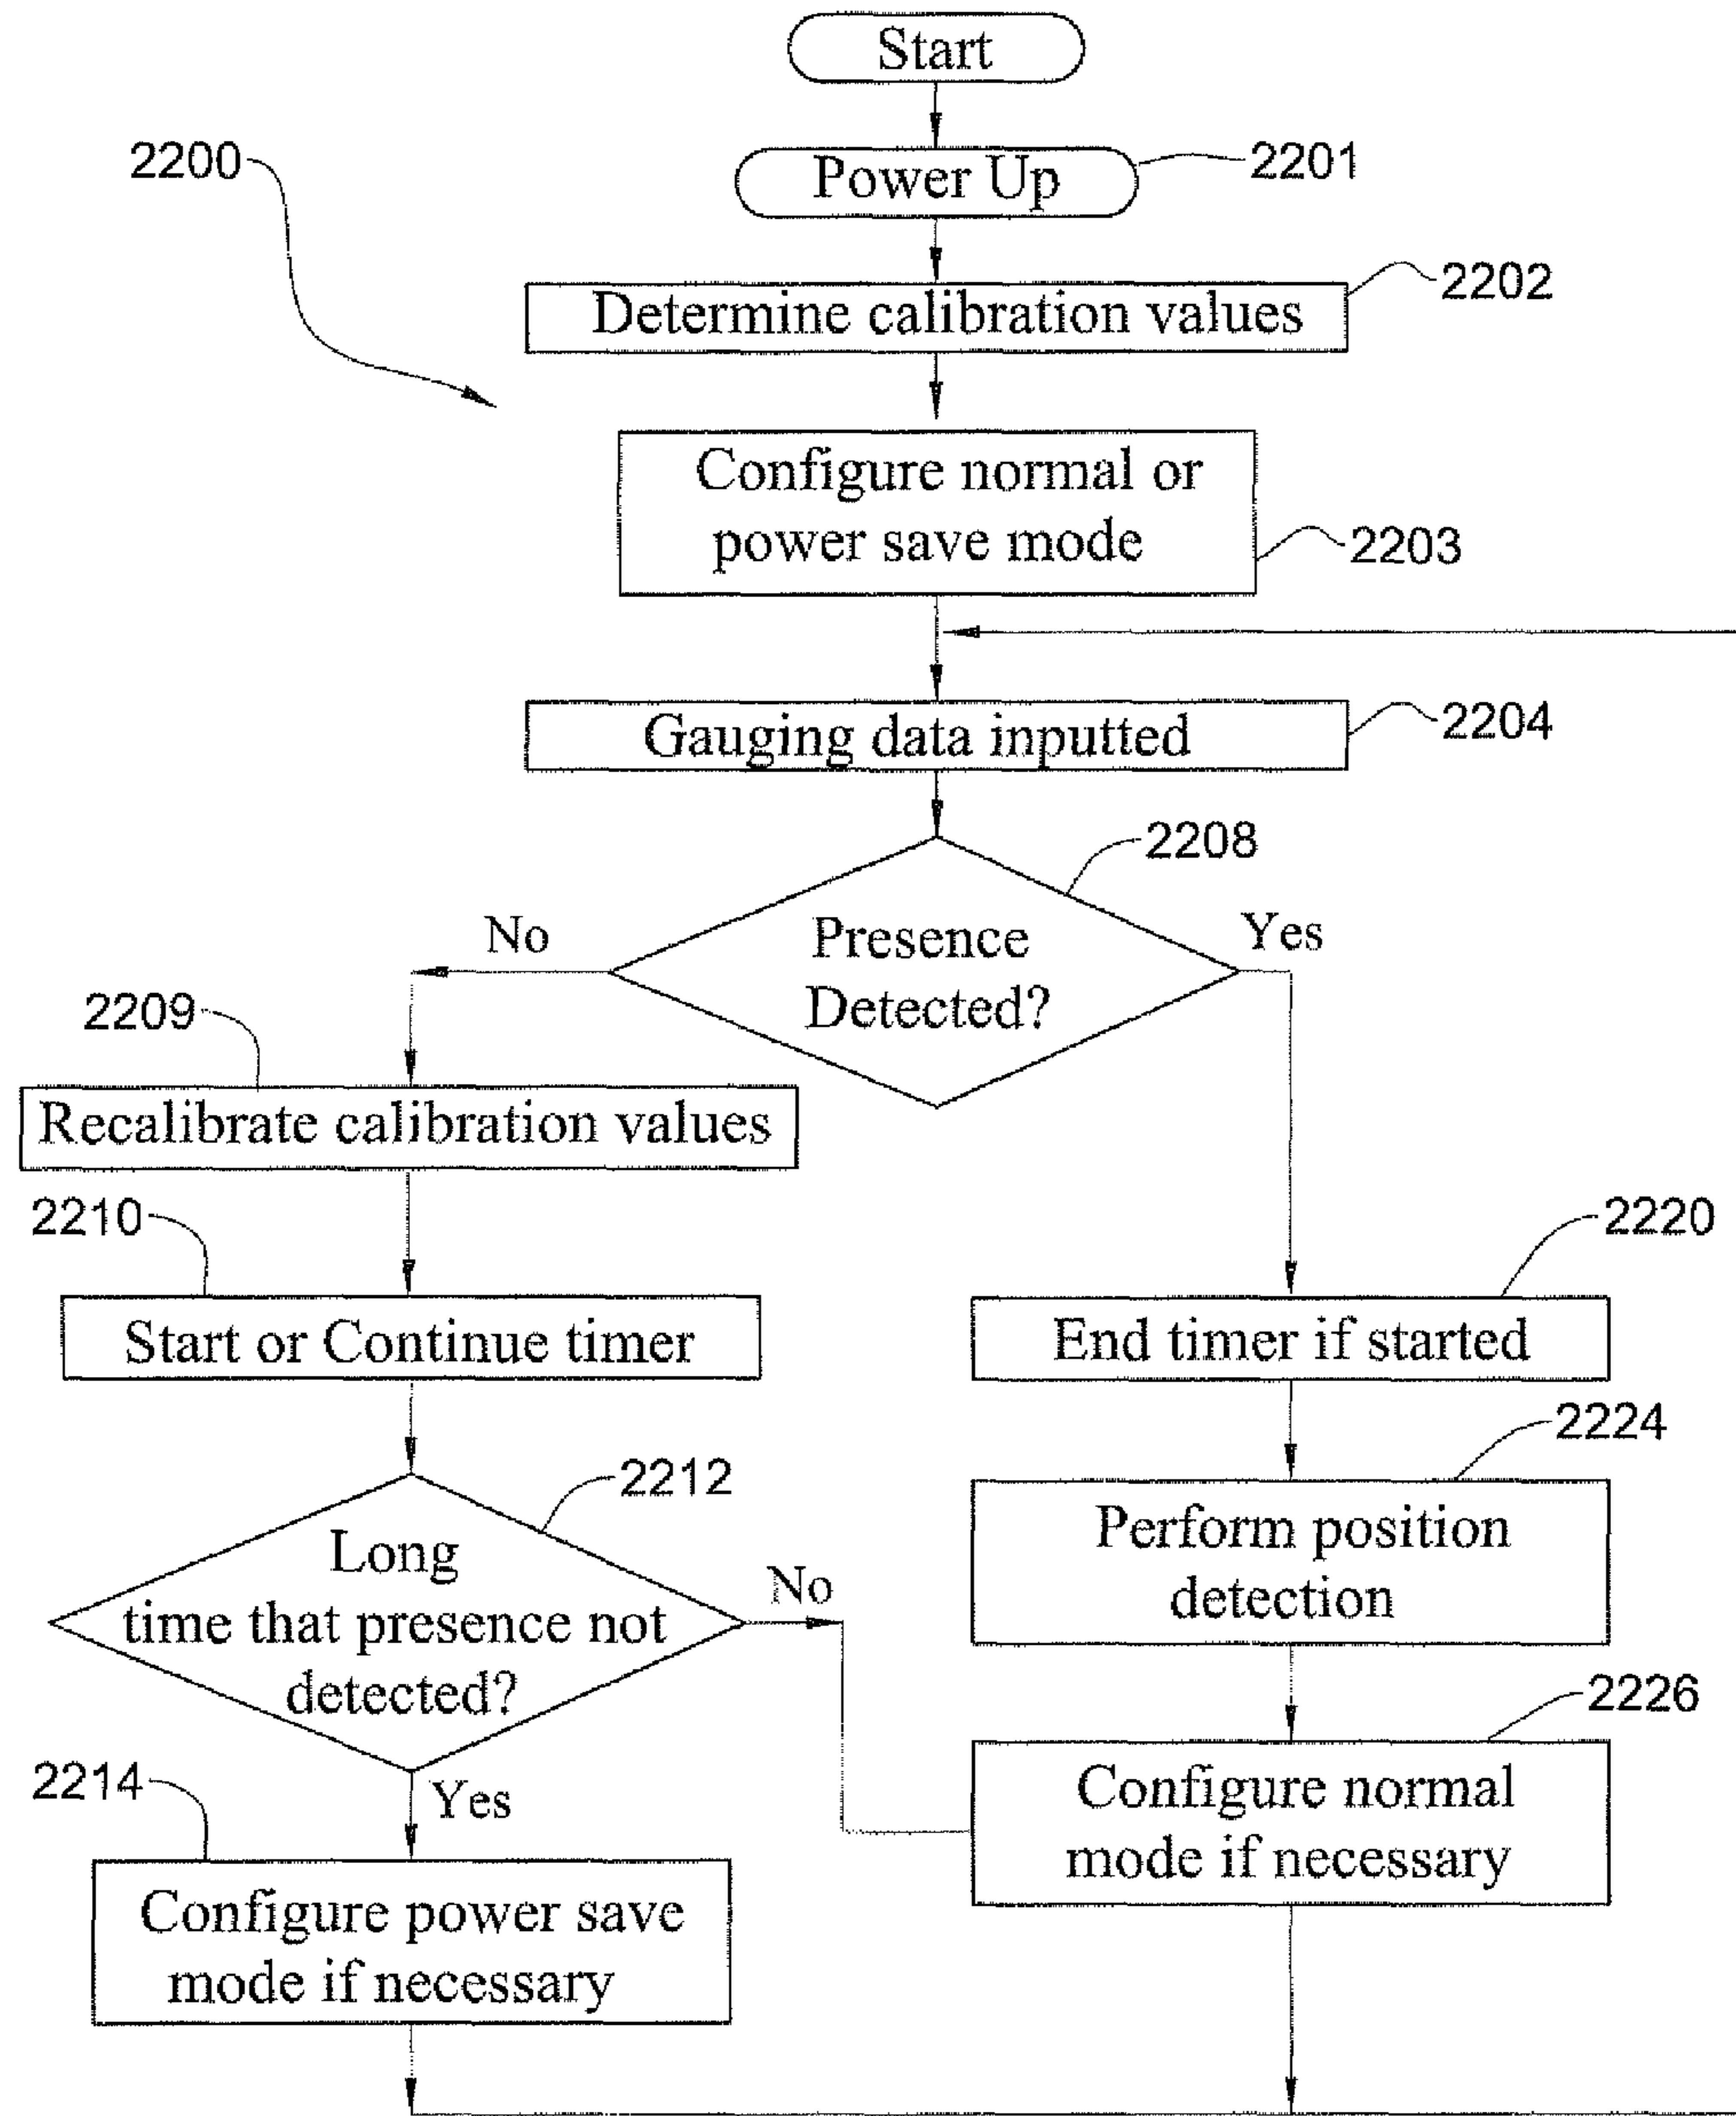 Start
2200
Power Up
2201
2202
Determine calibration values
Configure normal or
power save mode
2203
2204
Gauging data inputted
2208
No
Presence
Detected?
Yes
2209
Recalibrate calibration values
2210
Start or Continue timer
2220
End timer if started
2212
Long
time that presence not
detected?
No
2224
Perform position
detection
2214
Yes
Configure power save
mode if necessary
2226
Configure normal
mode if necessary